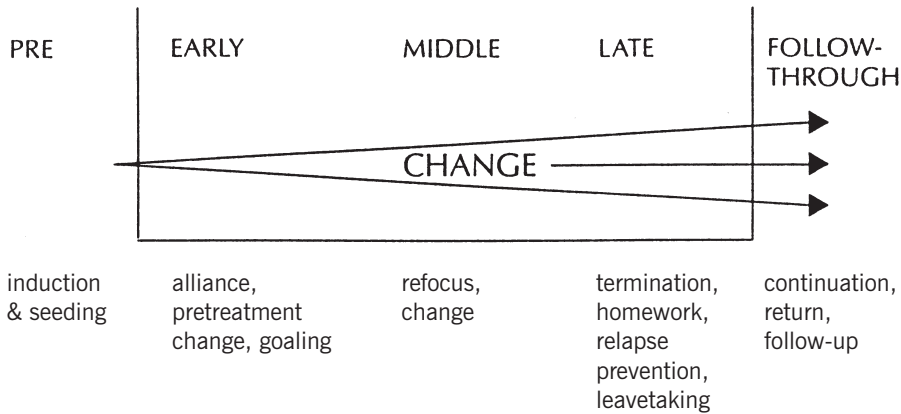 PRE
EARLY
MIDDLE
LATE
FOLLOW-
THROUGH
CHANGE
induction
& seeding
alliance,
pretreatment
change, goaling
refocus,
change
termination,
homework,
relapse
prevention,
leavetaking
continuation,
return,
follow-up